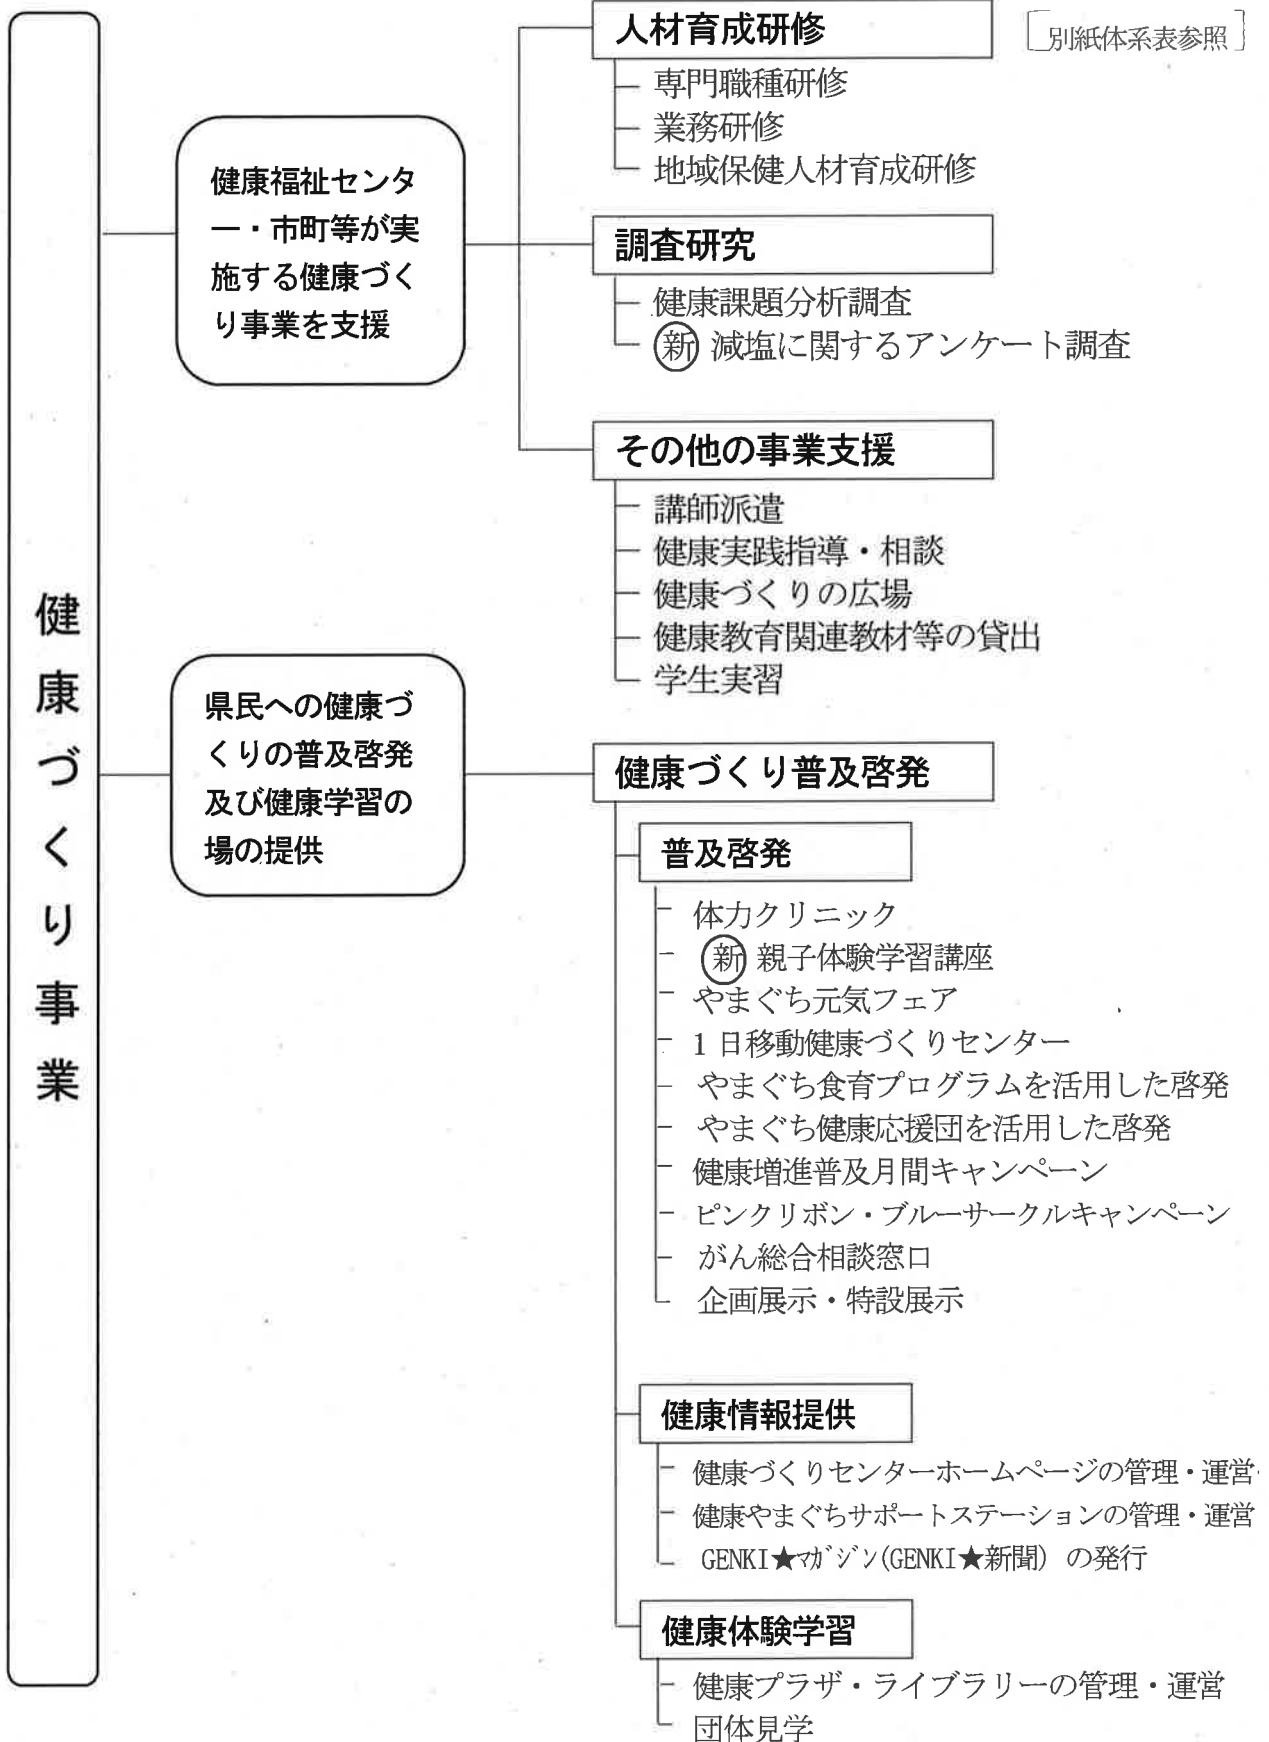 健康づくり事業
健康福祉センタ
ー・市町等が実
施する健康づく
り事業を支援
人材育成研修
[別紙体系表参照]
専門職種研修
業務研修
地域保健人材育成研修
調査研究
健康課題分析調査
新 減塩に関するアンケート調査
その他の事業支援
講師派遣
健康実践指導・相談
健康づくりの広場
健康教育関連教材等の貸出
学生実習
県民への健康づ
くりの普及啓発
及び健康学習の
場の提供
健康づくり普及啓発
普及啓発
体力クリニック
新 親子体験学習講座
やまぐち元気フェア
1日移動健康づくりセンター
やまぐち食育プログラムを活用した啓発
やまぐち健康応援団を活用した啓発
健康増進普及月間キャンペーン
ピンクリボン・ブルーサークルキャンペーン
がん総合相談窓口
企画展示・特設展示
健康情報提供
健康づくりセンターホームページの管理・運営
健康やまぐちサポートステーションの管理・運営
GENKI★ﾏｶﾞｼﾞﾝ(GENKI★新聞) の発行
健康体験学習
健康プラザ・ライブラリーの管理・運営
団体見学